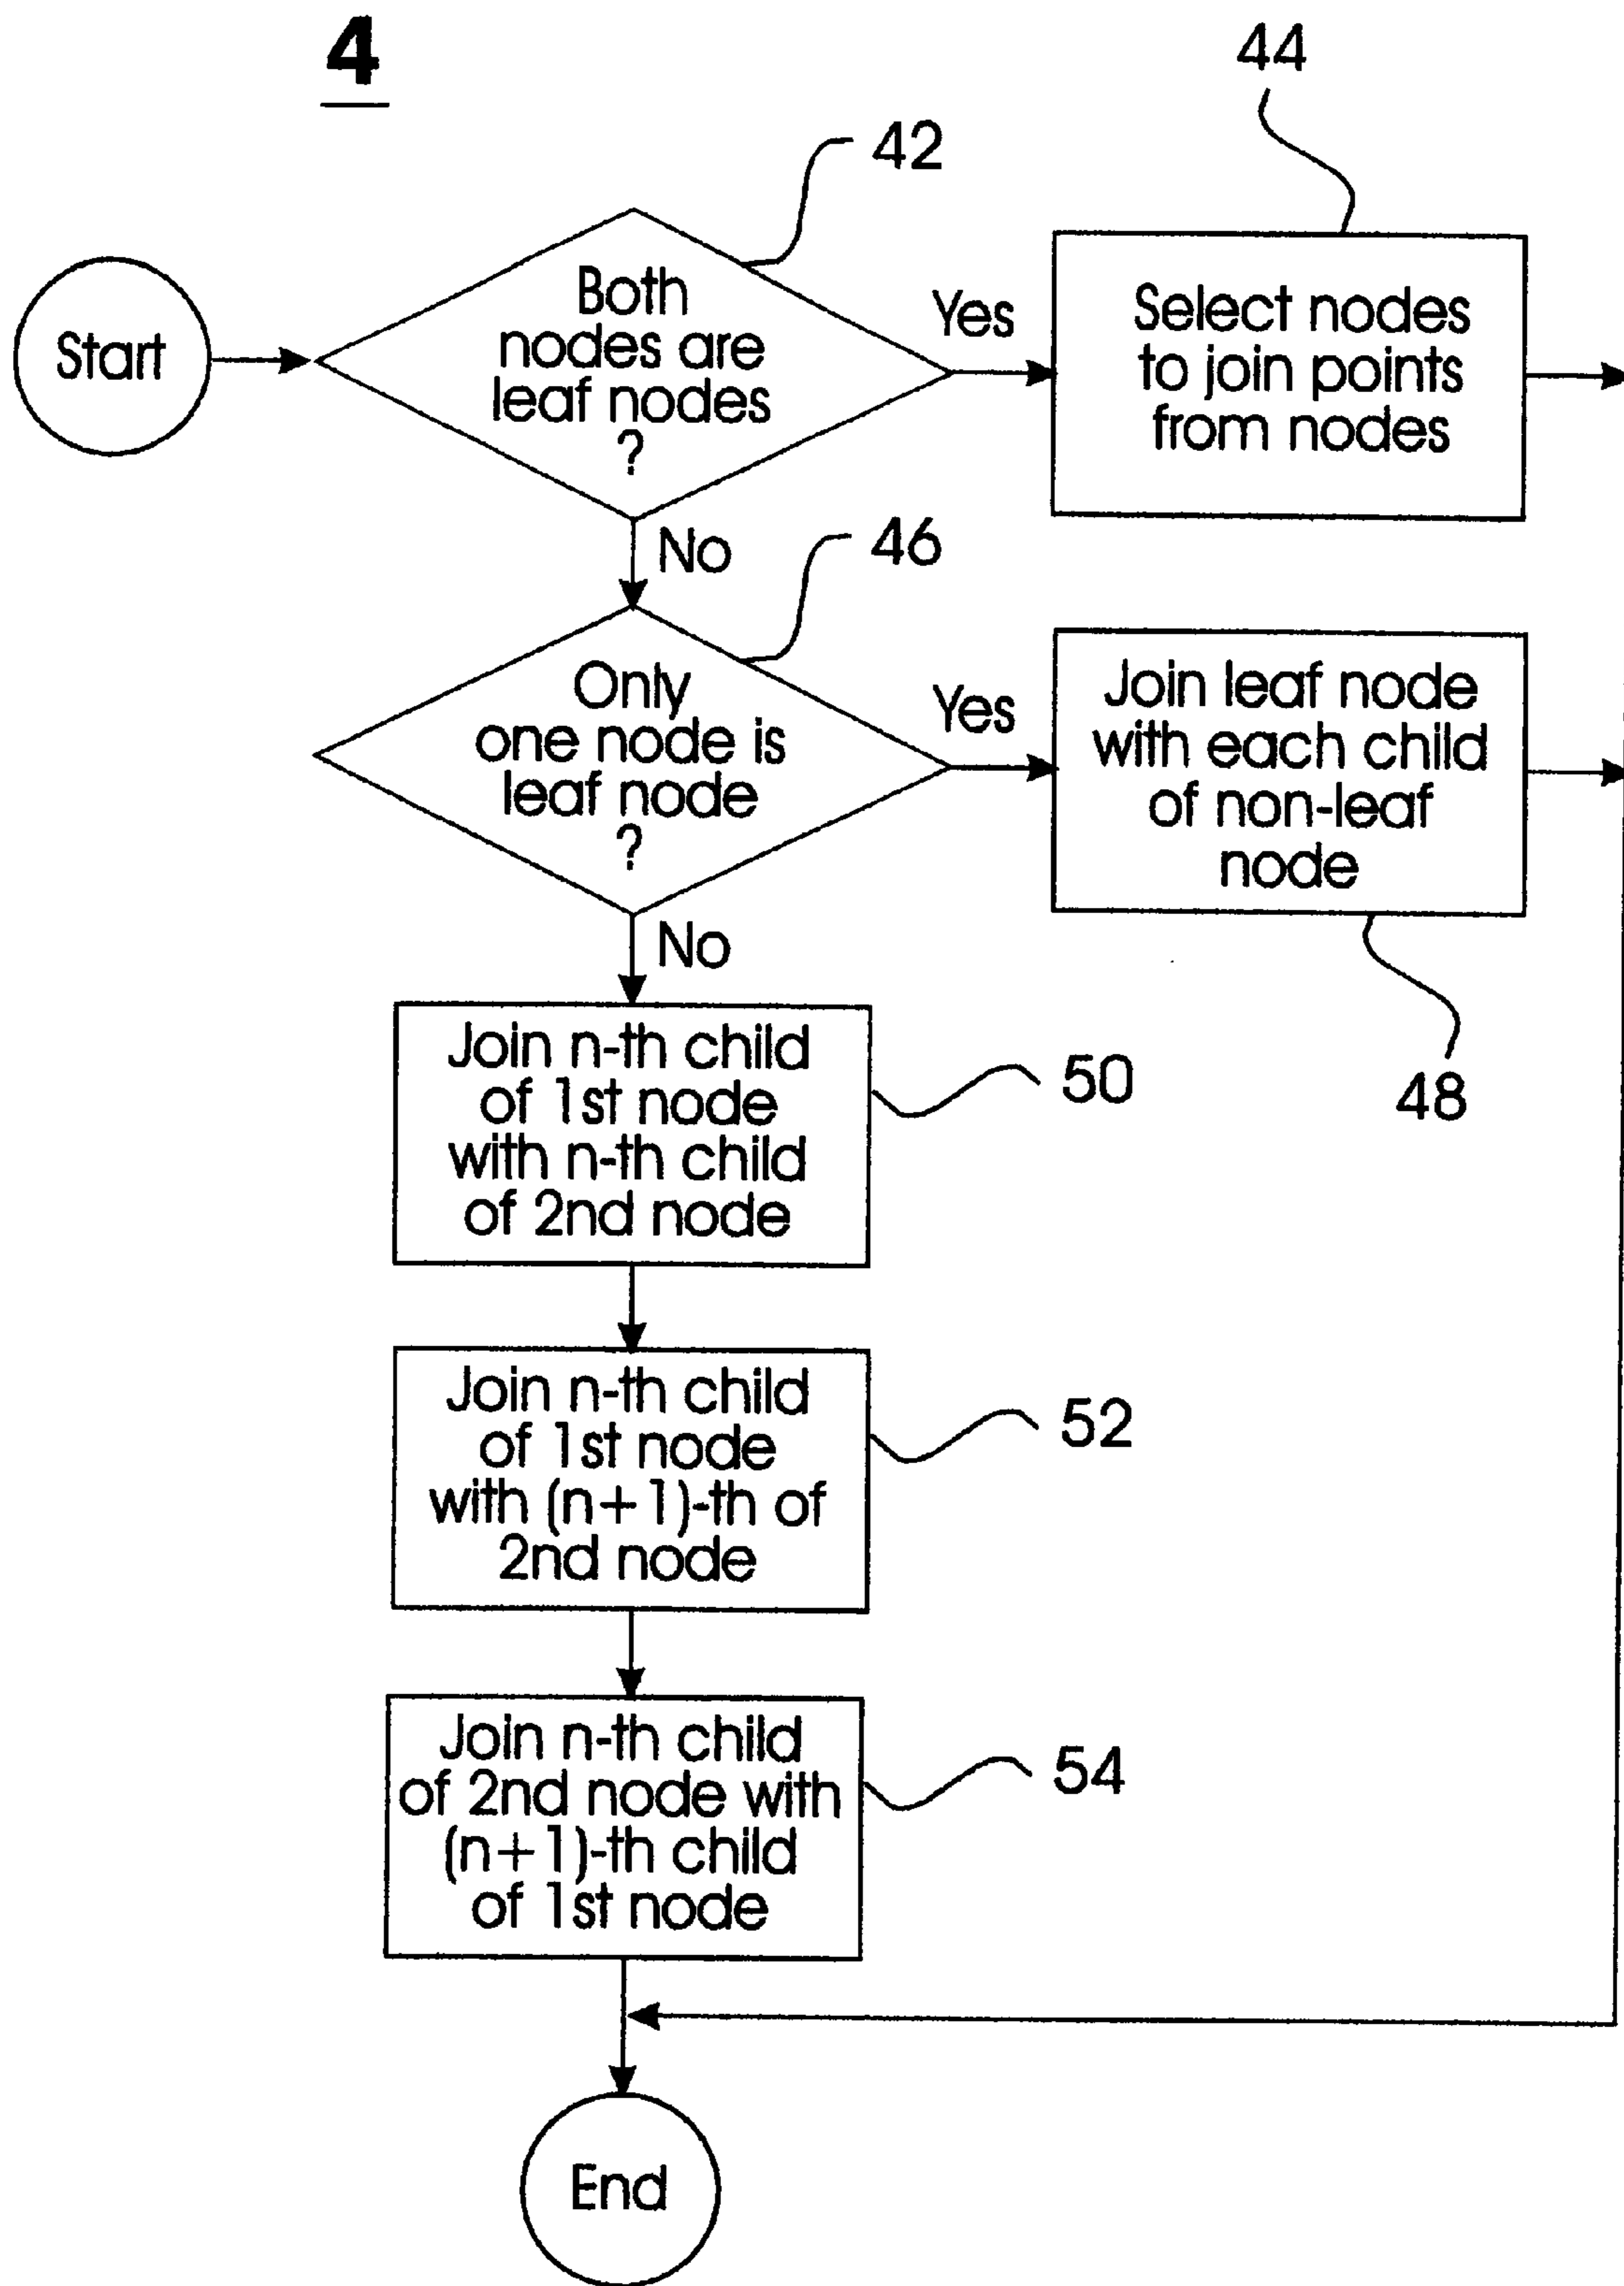 4
44
42
Start
Both
nodes are
leaf nodes
?
Yes
Select nodes
to join points
from nodes
No
46
Only
one node is
leaf node
?
Yes
Join leaf node
with each child
of non-leaf
node
No
48
Join n-th child
of 1st node
with n-th child
of 2nd node
50
Join n-th child
of 1st node
with (n+1)-th of
2nd node
52
Join n-th child
of 2nd node with
(n+1)-th child
of 1st node
54
End